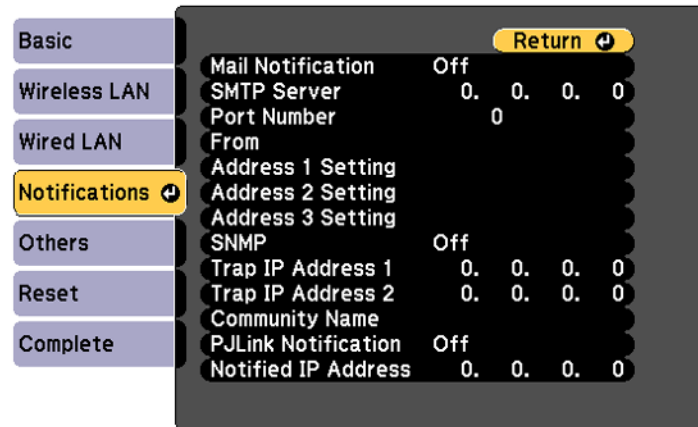 Basic
Wireless LAN
Wired LAN
Notifications
Others
Reset
Complete
Return
Mail Notification Off
SMTP Server 0. 0. 0. 0
Port Number 0
From
Address 1 Setting
Address 2 Setting
Address 3 Setting
SNMP Off
Trap IP Address 1 0. 0. 0. 0
Trap IP Address 2 0. 0. 0. 0
Community Name
PJLink Notification Off
Notified IP Address 0. 0. 0. 0